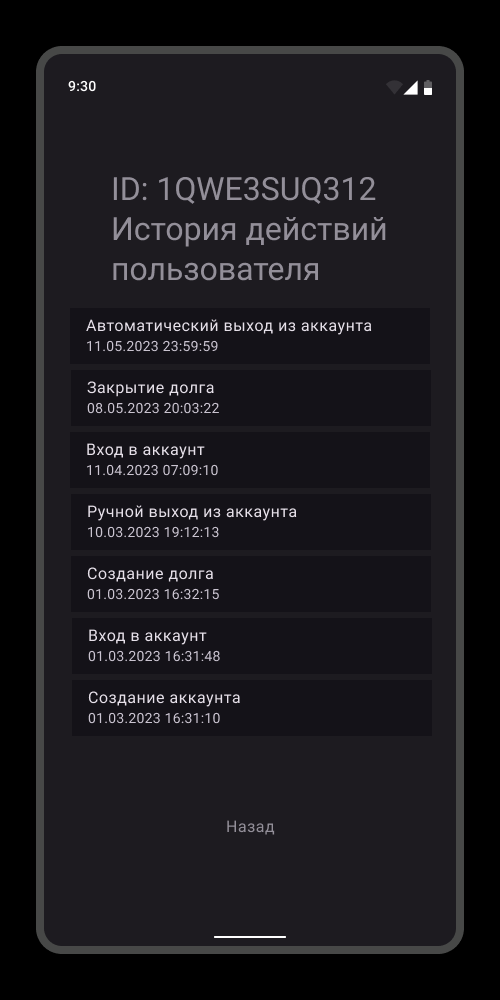 9:30
ID: 1QWE3SUQ312
История действий
пользователя
Автоматический выход из аккаунта
11.05.2023 23:59:59
Закрытие долга
08.05.2023 20:03:22
Вход в аккаунт
11.04.2023 07:09:10
Ручной выход из аккаунта
10.03.2023 19:12:13
Создание долга
01.03.2023 16:32:15
Вход в аккаунт
01.03.2023 16:31:48
Создание аккаунта
01.03.2023 16:31:10
Назад